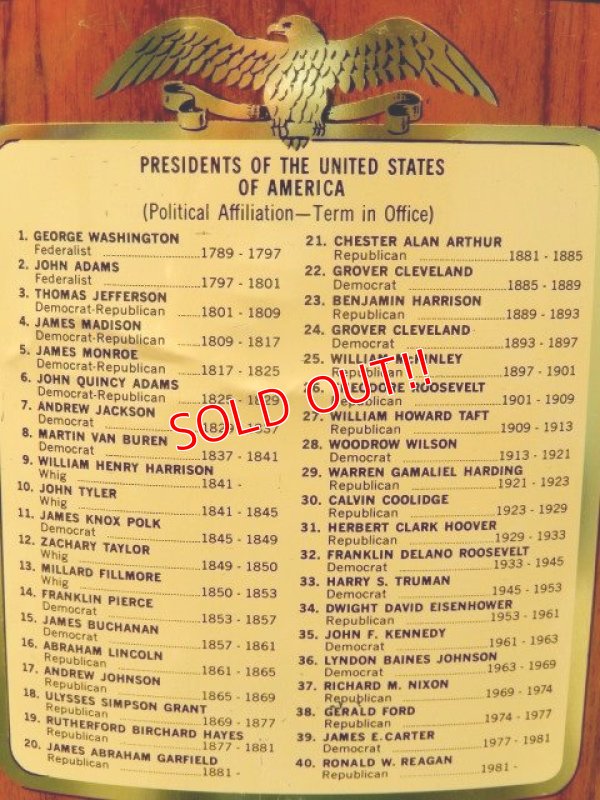 PRESIDENTS OF THE UNITED STATES
OF AMERICA
(Political Affiliation—Term in Office)
1. GEORGE WASHINGTON
Federalist 1789 - 1797
2. JOHN ADAMS
Federalist 1797 - 1801
3. THOMAS JEFFERSON
Democrat-Republican 1801 - 1809
4. JAMES MADISON
Democrat-Republican 1809 - 1817
5. JAMES MONROE
Democrat-Republican 1817 - 1825
6. JOHN QUINCY ADAMS
Democrat-Republican 1825 - 1829
7. ANDREW JACKSON
Democrat 1829 - 1837
8. MARTIN VAN BUREN
Democrat 1837 - 1841
9. WILLIAM HENRY HARRISON
Whig 1841 -
10. JOHN TYLER
Whig 1841 - 1845
11. JAMES KNOX POLK
Democrat 1845 - 1849
12. ZACHARY TAYLOR
Whig 1849 - 1850
13. MILLARD FILLMORE
Whig 1850 - 1853
14. FRANKLIN PIERCE
Democrat 1853 - 1857
15. JAMES BUCHANAN
Democrat 1857 - 1861
16. ABRAHAM LINCOLN
Republican 1861 - 1865
17. ANDREW JOHNSON
Republican 1865 - 1869
18. ULYSSES SIMPSON GRANT
Republican 1869 - 1877
19. RUTHERFORD BIRCHARD HAYES
Republican 1877 - 1881
20. JAMES ABRAHAM GARFIELD
Republican 1881 -
21. CHESTER ALAN ARTHUR
Republican 1881 - 1885
22. GROVER CLEVELAND
Democrat 1885 - 1889
23. BENJAMIN HARRISON
Republican 1889 - 1893
24. GROVER CLEVELAND
Democrat 1893 - 1897
25. WILLIAM McKINLEY
Republican 1897 - 1901
26. THEODORE ROOSEVELT
Republican 1901 - 1909
27. WILLIAM HOWARD TAFT
Republican 1909 - 1913
28. WOODROW WILSON
Democrat 1913 - 1921
29. WARREN GAMALIEL HARDING
Republican 1921 - 1923
30. CALVIN COOLIDGE
Republican 1923 - 1929
31. HERBERT CLARK HOOVER
Republican 1929 - 1933
32. FRANKLIN DELANO ROOSEVELT
Democrat 1933 - 1945
33. HARRY S. TRUMAN
Democrat 1945 - 1953
34. DWIGHT DAVID EISENHOWER
Republican 1953 - 1961
35. JOHN F. KENNEDY
Democrat 1961 - 1963
36. LYNDON BAINES JOHNSON
Democrat 1963 - 1969
37. RICHARD M. NIXON
Republican 1969 - 1974
38. GERALD FORD
Republican 1974 - 1977
39. JAMES E. CARTER
Democrat 1977 - 1981
40. RONALD W. REAGAN
Republican 1981 -
SOLD OUT!!